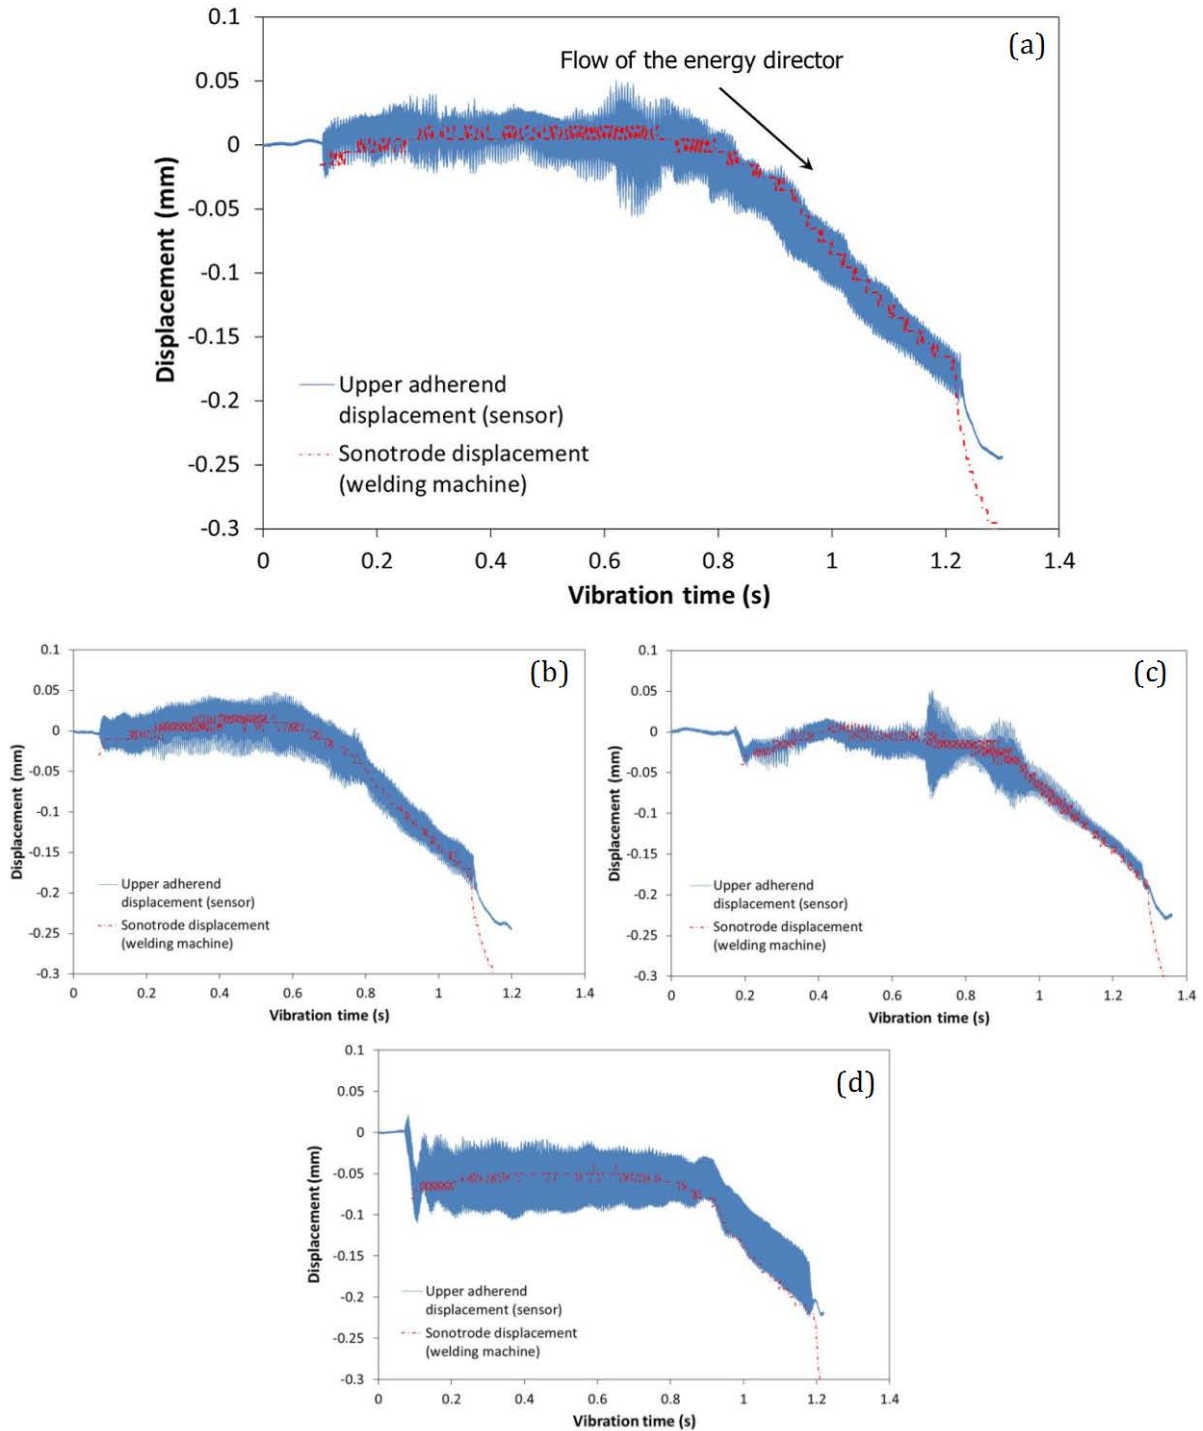 (a)
Flow of the energy director
0.1
0.05
0
-0.05
-0.1
-0.15
-0.2
-0.25
-0.3
Displacement (mm)
Upper adherend
displacement (sensor)
Sonotrode displacement
(welding machine)
0 0.2 0.4 0.6 0.8 1 1.2 1.4
Vibration time (s)
(b)
0.1
0.05
0
-0.05
-0.1
-0.15
-0.2
-0.25
-0.3
Displacement (mm)
Upper adherend
displacement (sensor)
Sonotrode displacement
(welding machine)
0 0.2 0.4 0.6 0.8 1 1.2 1.4
Vibration time (s)
(c)
0.1
0.05
0
-0.05
-0.1
-0.15
-0.2
-0.25
-0.3
Displacement (mm)
Upper adherend
displacement (sensor)
Sonotrode displacement
(welding machine)
0 0.2 0.4 0.6 0.8 1 1.2 1.4
Vibration time (s)
(d)
0.1
0.05
0
-0.05
-0.1
-0.15
-0.2
-0.25
-0.3
Displacement (mm)
Upper adherend
displacement (sensor)
Sonotrode displacement
(welding machine)
0 0.2 0.4 0.6 0.8 1 1.2 1.4
Vibration time (s)